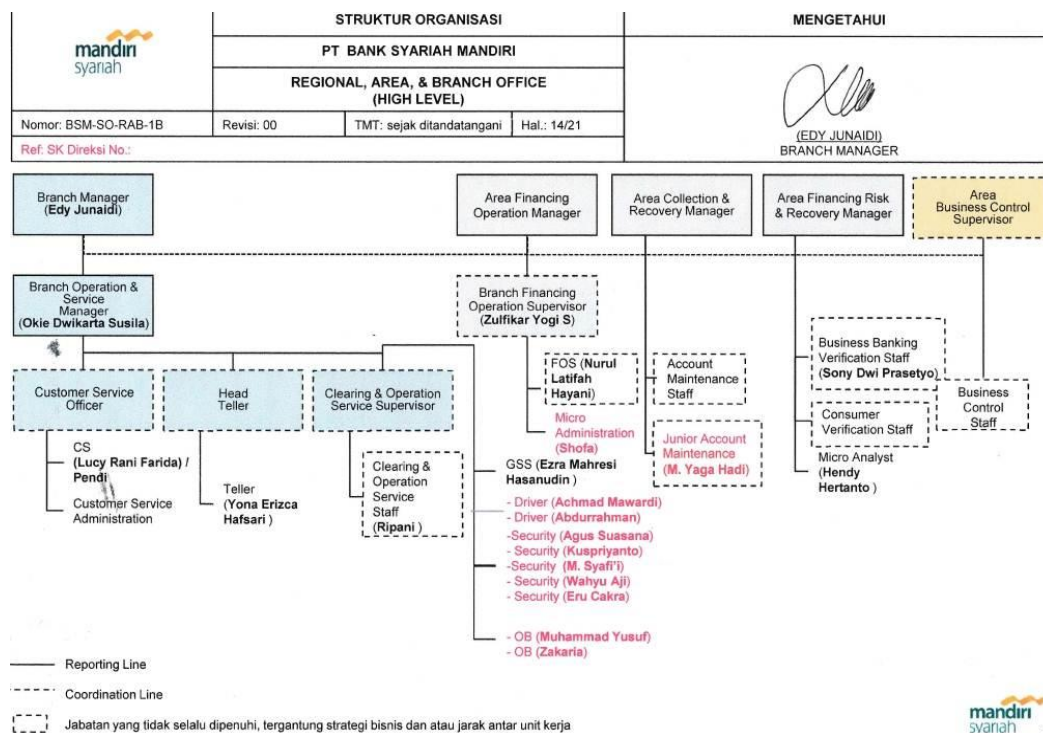 mandiri
syariah
STRUKTUR ORGANISASI
PT BANK SYARIAH MANDIRI
REGIONAL, AREA, & BRANCH OFFICE
(HIGH LEVEL)
MENGETAHUI
(EDY JUNAIDI)
BRANCH MANAGER
Nomor: BSM-SO-RAB-1B
Revisi: 00
TMT: sejak ditandatangani
Hal.: 14/21
Ref: SK Direksi No.:
Branch Manager
(Edy Junaidi)
Area Financing
Operation Manager
Area Collection &
Recovery Manager
Area Financing Risk
& Recovery Manager
Area
Business Control
Supervisor
Branch Operation &
Service
Manager
(Okie Dwikarta Susila)
Branch Financing
Operation Supervisor
(Zulfikar Yogi S)
Customer Service
Officer
Head
Teller
Clearing & Operation
Service Supervisor
FOS (Nurul
Latifah
Hayani)
Account
Maintenance
Staff
Business Banking
Verification Staff
(Sony Dwi Prasetyo)
Business
Control
Staff
Consumer
Verification Staff
Micro
Administration
(Shofa)
Junior Account
Maintenance
(M. Yaga Hadi)
Micro Analyst
(Hendy
Hertanto)
CS
(Lucy Rani Farida) /
Pendi
Customer Service
Administration
Teller
(Yona Erizca
Hafsari )
Clearing &
Operation
Service
Staff
(Ripani )
GSS (Ezra Mahresi
Hasanudin )
- Driver (Achmad Mawardi)
- Driver (Abdurrahman)
-Security (Agus Suasana)
- Security (Kuspriyanto)
-Security (M. Syafi'i)
- Security (Wahyu Aji)
- Security (Eru Cakra)
- OB (Muhammad Yusuf)
- OB (Zakaria)
Reporting Line
Coordination Line
Jabatan yang tidak selalu dipenuhi, tergantung strategi bisnis dan atau jarak antar unit kerja
mandiri
syariah